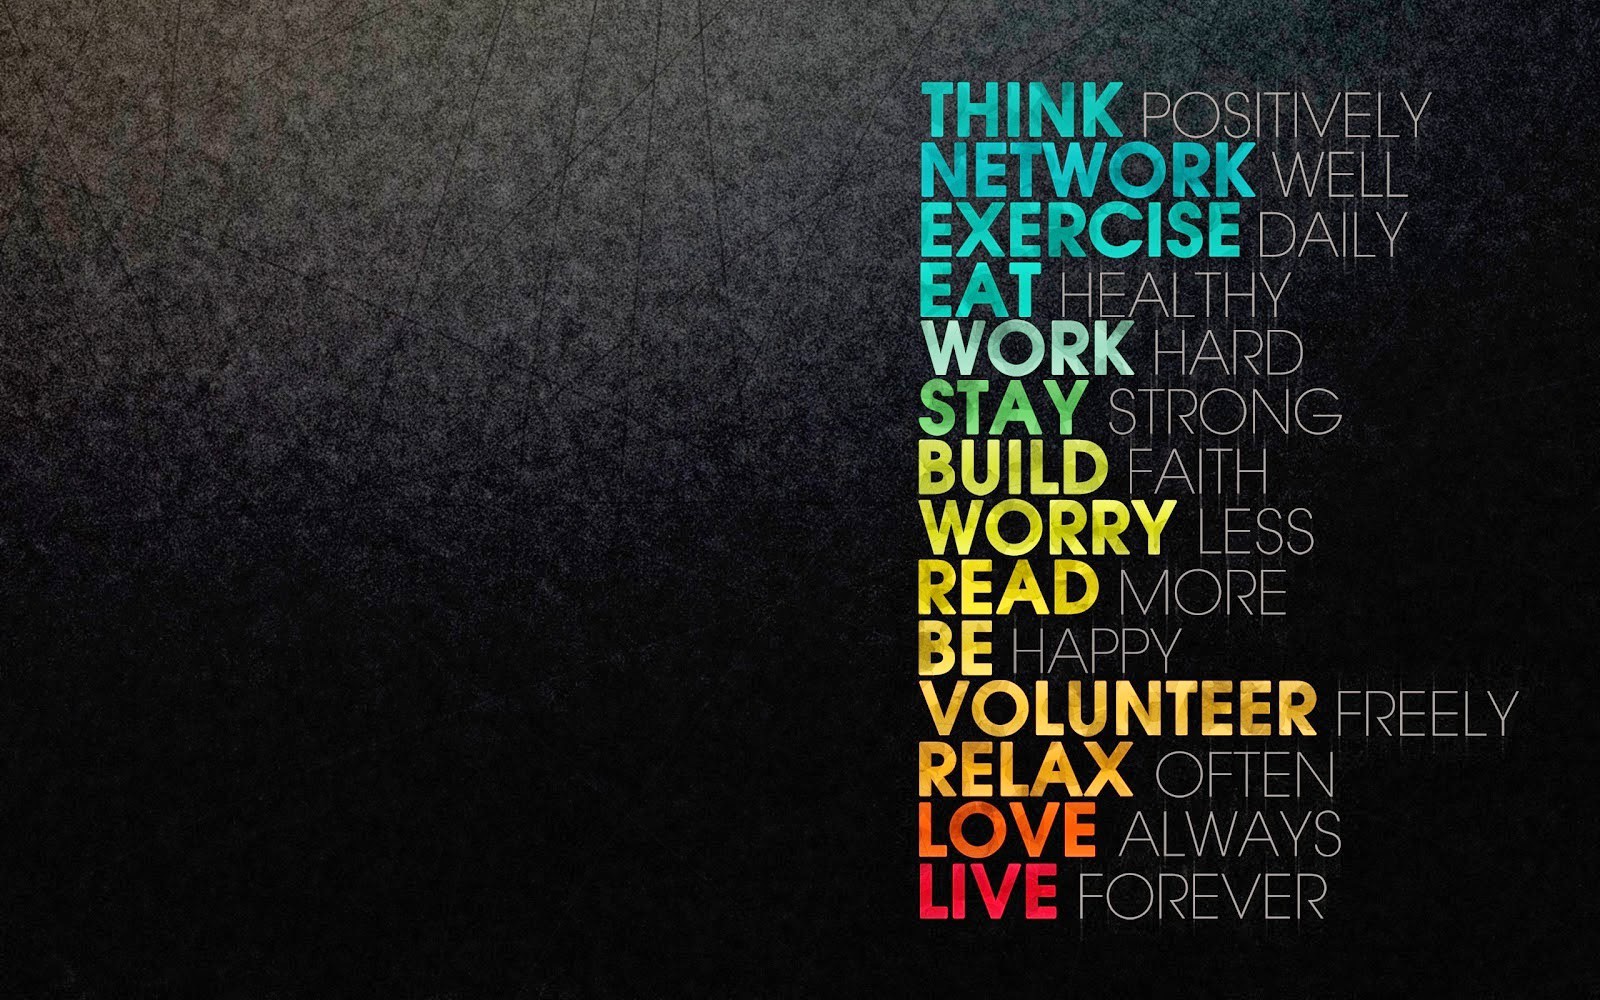 THINK POSITIVELY
NETWORK WELL
EXERCISE DAILY
EAT HEALTHY
WORK HARD
STAY STRONG
BUILD FAITH
WORRY LESS
READ MORE
BE HAPPY
VOLUNTEER FREELY
RELAX OFTEN
LOVE ALWAYS
LIVE FOREVER